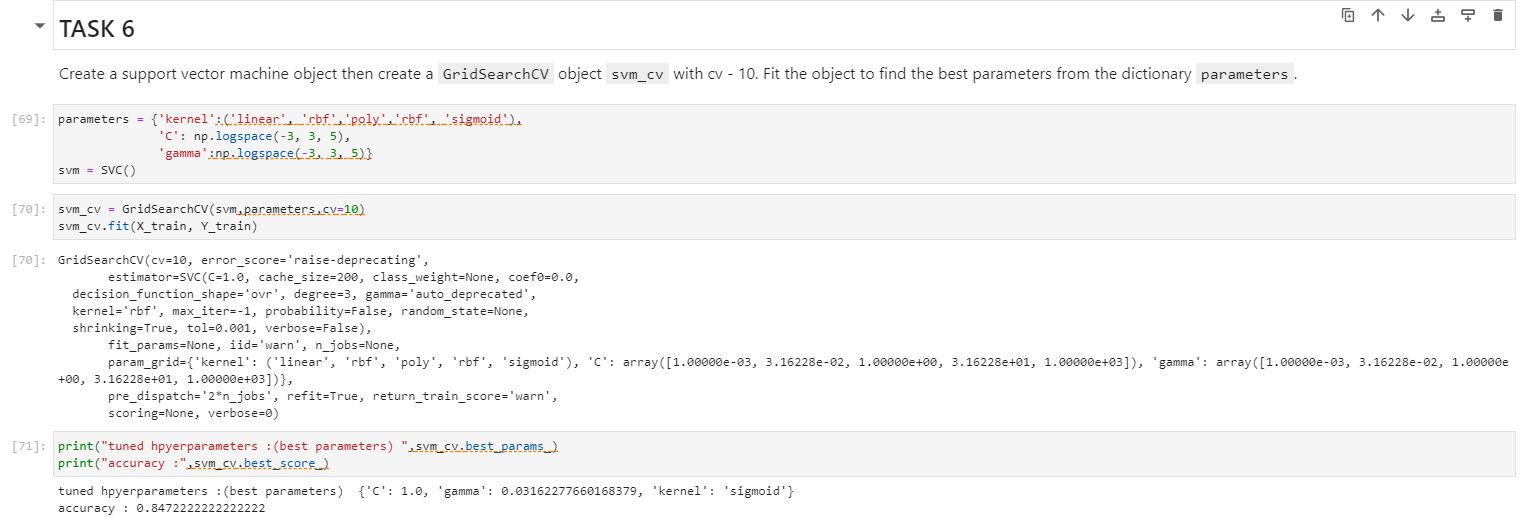 TASK 6
Create a support vector machine object then create a GridSearchCV object svm_cv with cv - 10. Fit the object to find the best parameters from the dictionary parameters.
[69]: parameters = {'kernel':('linear', 'rbf','poly','rbf', 'sigmoid'),
'C': np.logspace(-3, 3, 5),
'gamma':np.logspace(-3, 3, 5)}
svm = SVC()
[70]: svm_cv = GridSearchCV(svm,parameters,cv=10)
svm_cv.fit(X_train, Y_train)
[70]: GridSearchCV(cv=10, error_score='raise-deprecating',
estimator=SVC(C=1.0, cache_size=200, class_weight=None, coef0=0.0,
decision_function_shape='ovr', degree=3, gamma='auto_deprecated',
kernel='rbf', max_iter=-1, probability=False, random_state=None,
shrinking=True, tol=0.001, verbose=False),
fit_params=None, iid='warn', n_jobs=None,
param_grid={'kernel': ('linear', 'rbf', 'poly', 'rbf', 'sigmoid'), 'C': array([1.00000e-03, 3.16228e-02, 1.00000e+00, 3.16228e+01, 1.00000e+03]), 'gamma': array([1.00000e-03, 3.16228e-02, 1.00000e
+00, 3.16228e+01, 1.00000e+03])},
pre_dispatch='2*n_jobs', refit=True, return_train_score='warn',
scoring=None, verbose=0)
[71]: print("tuned hpyerparameters :(best parameters) ",svm_cv.best_params_)
print("accuracy :",svm_cv.best_score_)
tuned hpyerparameters :(best parameters)  {'C': 1.0, 'gamma': 0.03162277660168379, 'kernel': 'sigmoid'}
accuracy : 0.8472222222222222